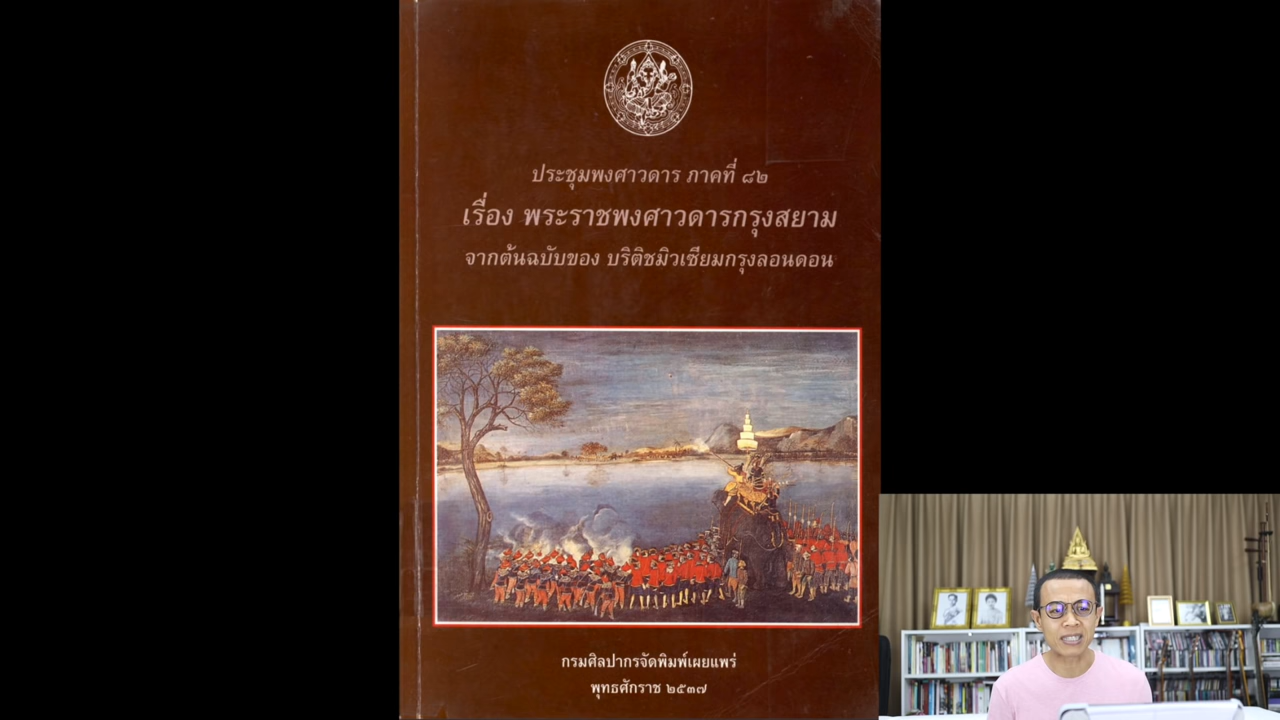 ประชุมพงศาวดาร ภาคที่ ๘๒
เรื่อง พระราชพงศาวดารกรุงสยาม
จากต้นฉบับของ บริติชมิวเซียมกรุงลอนดอน
กรมศิลปากรจัดพิมพ์เผยแพร่
พุทธศักราช ๒๕๓๗